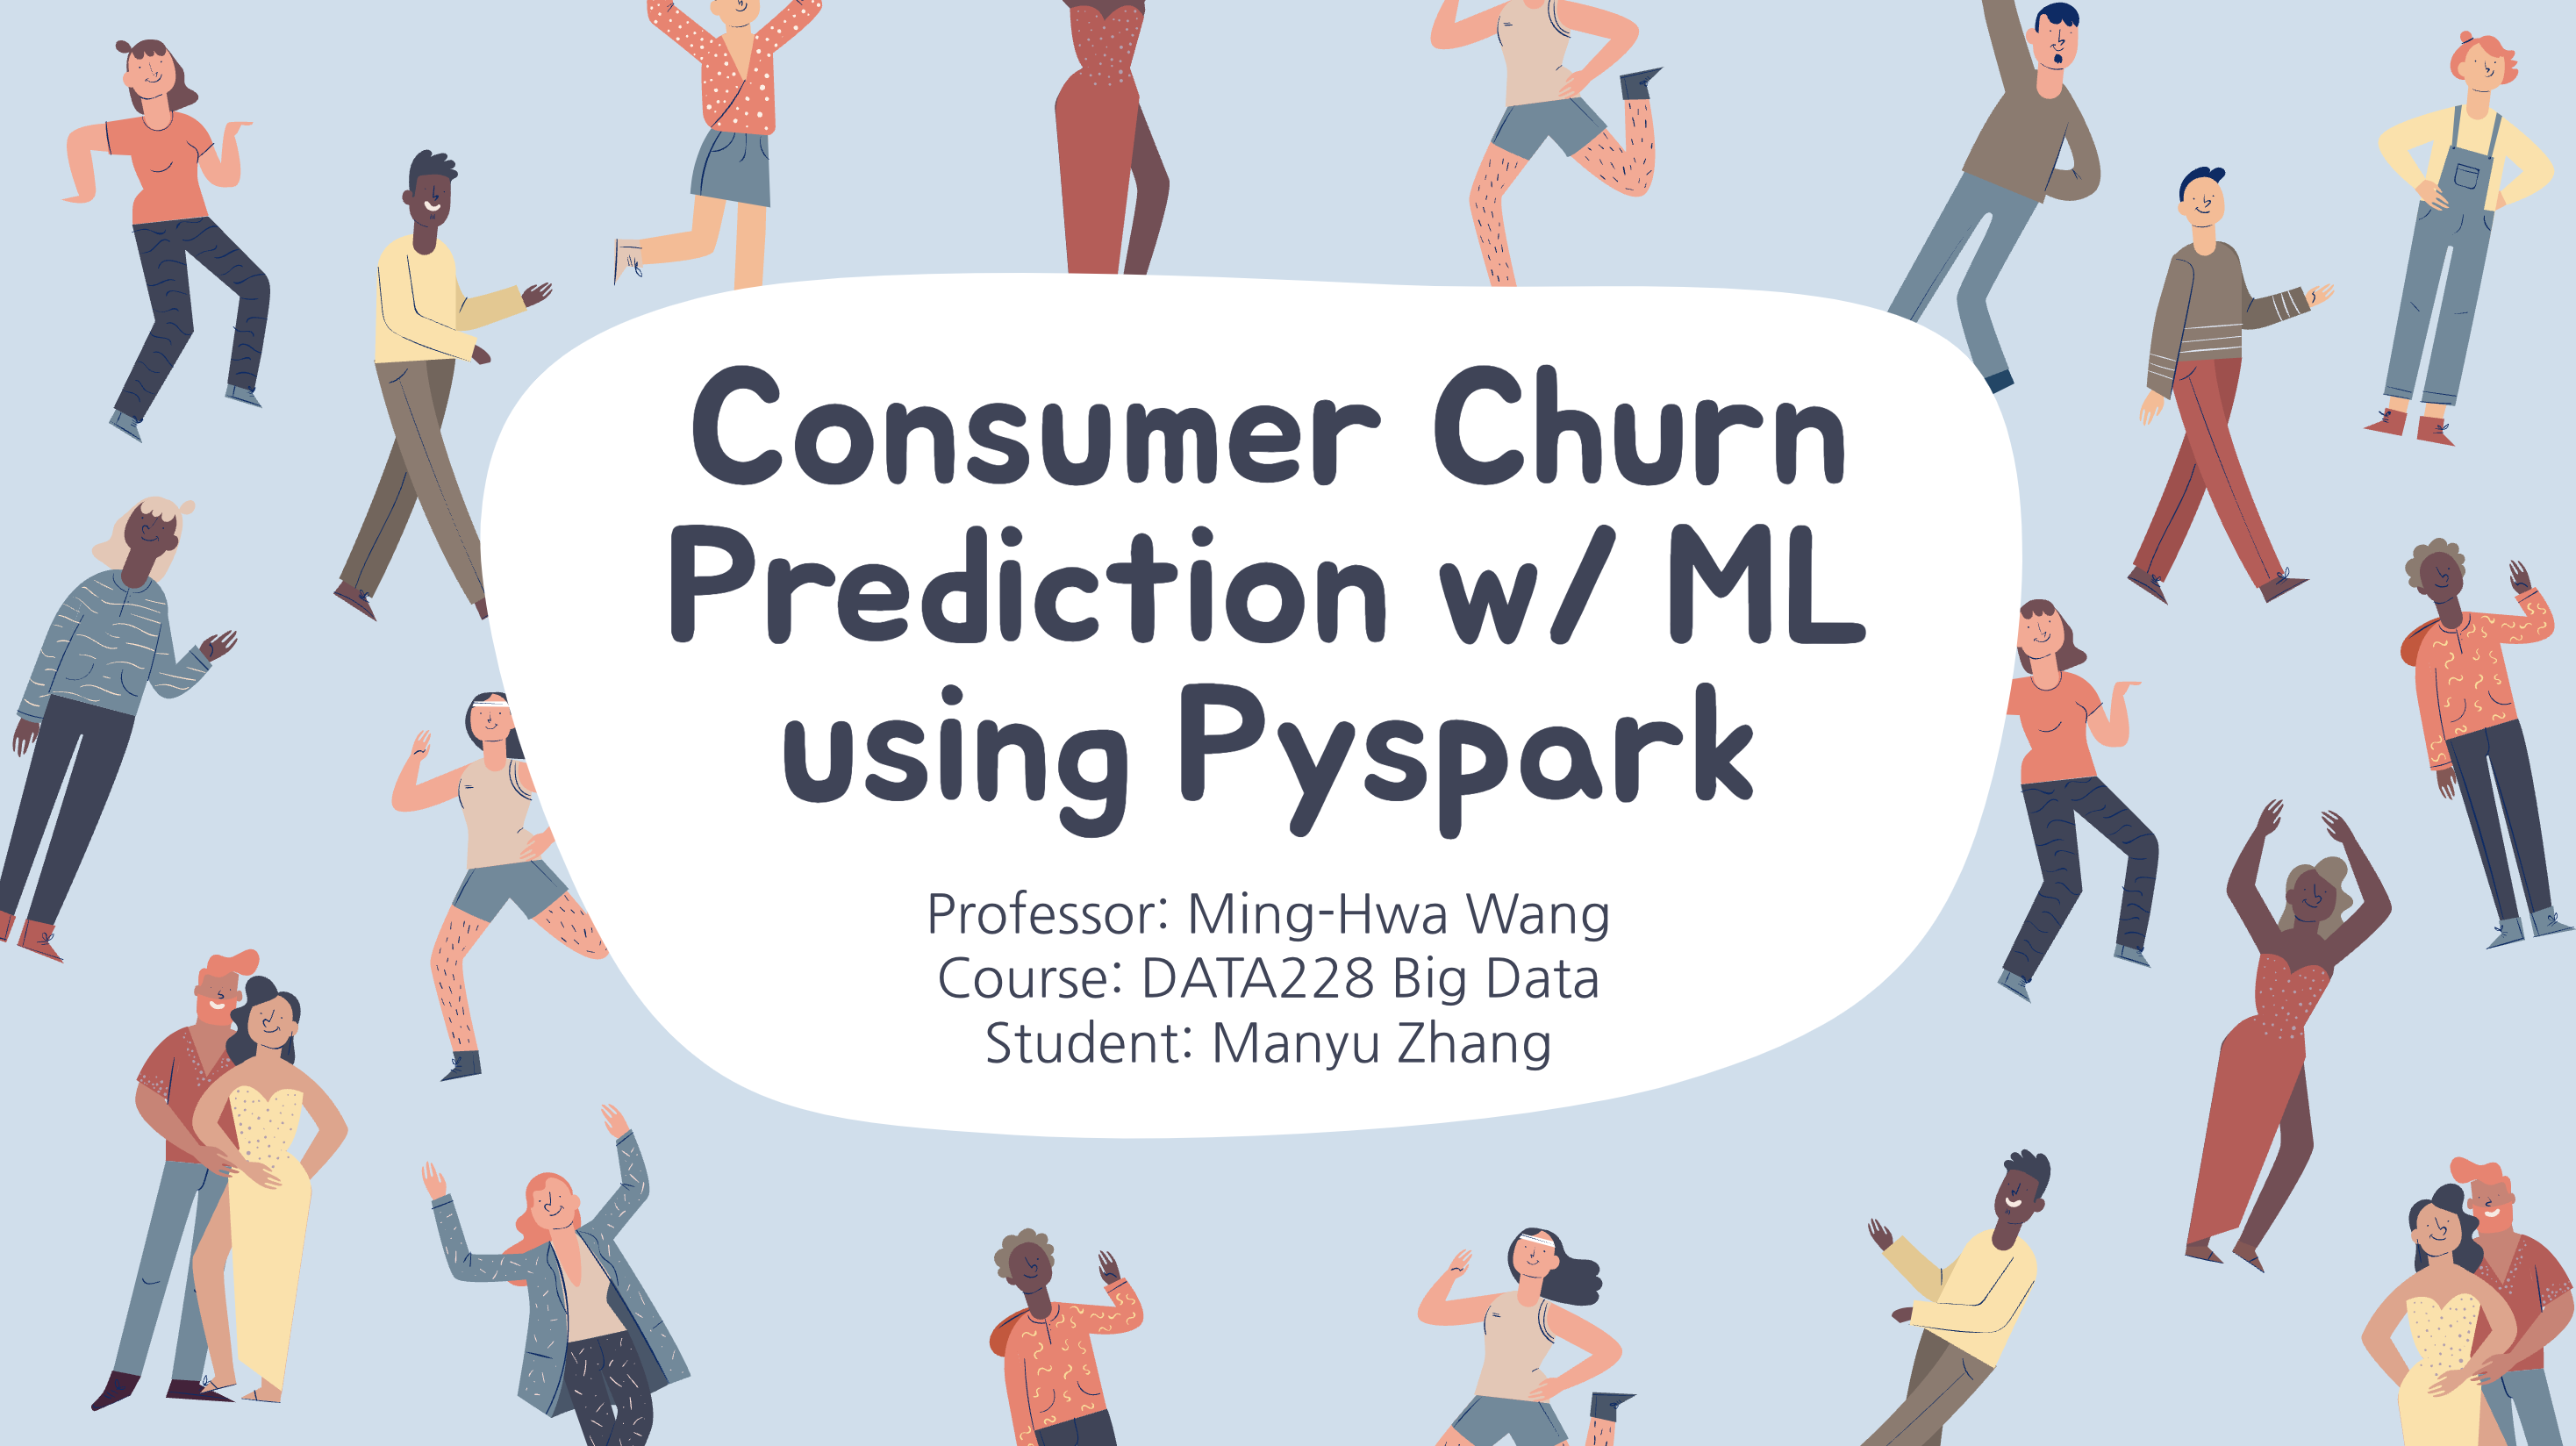 Consumer Churn
Prediction w/ ML
using Pyspark
Professor: Ming-Hwa Wang
Course: DATA228 Big Data
Student: Manyu Zhang